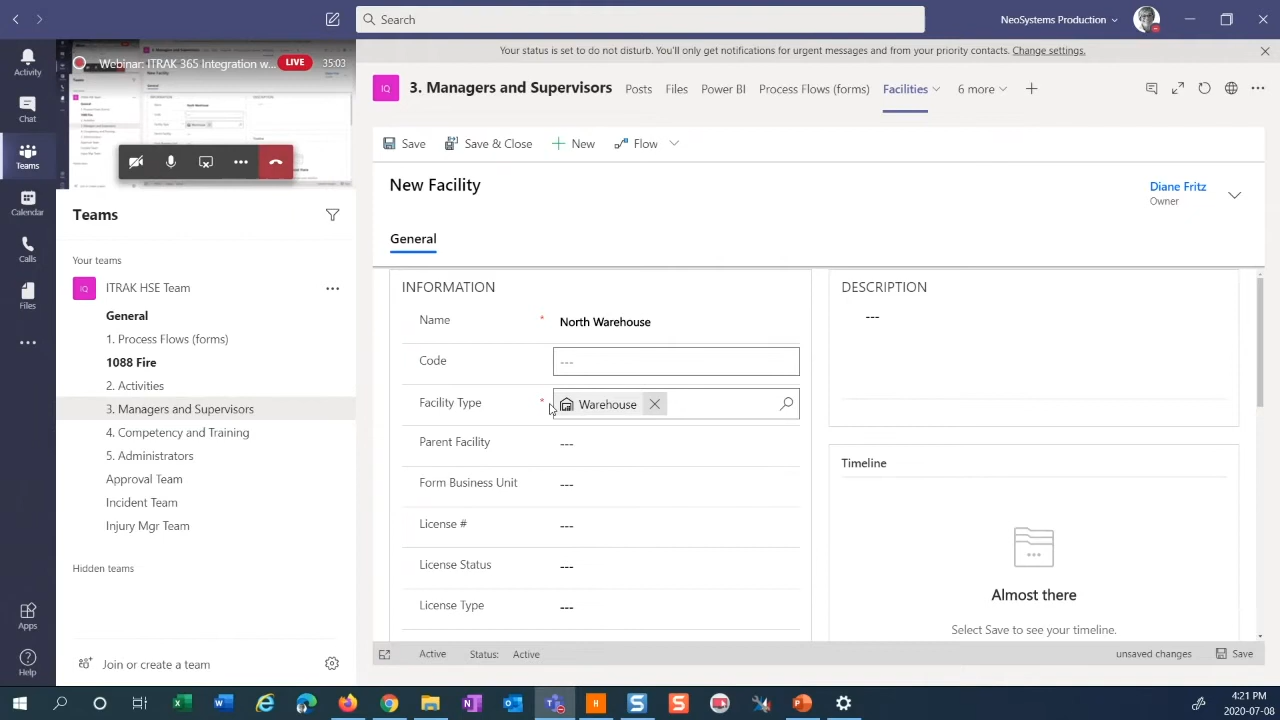 Search
NeoSystems Production
Your status is set to do not disturb. You'll only get notifications for urgent messages and from your priority contacts. Change settings.
Webinar: ITRAK 365 Integration w...
LIVE
35:03
Activity
Teams
Calendar
Calls
Files
Apps
Help
Teams
Your teams
IQ
ITRAK HSE Team
General
1. Process Flows (forms)
1088 Fire
2. Activities
3. Managers and Supervisors
4. Competency and Training
5. Administrators
Approval Team
Incident Team
Injury Mgr Team
Hidden teams
Join or create a team
IQ
3. Managers and Supervisors
Posts
Files
Power BI
Flows (forms)
Facilities
more
Save
Save &
New
Flow
New Facility
Diane Fritz
Owner
General
INFORMATION
Name * North Warehouse
Code ---
Facility Type * Warehouse
Parent Facility ---
Form Business Unit ---
License # ---
License Status ---
License Type ---
DESCRIPTION
---
Timeline
Almost there
Select Save to see your timeline.
Active
Status: Active
unsaved changes
Save
4:21 PM
2020-07-08